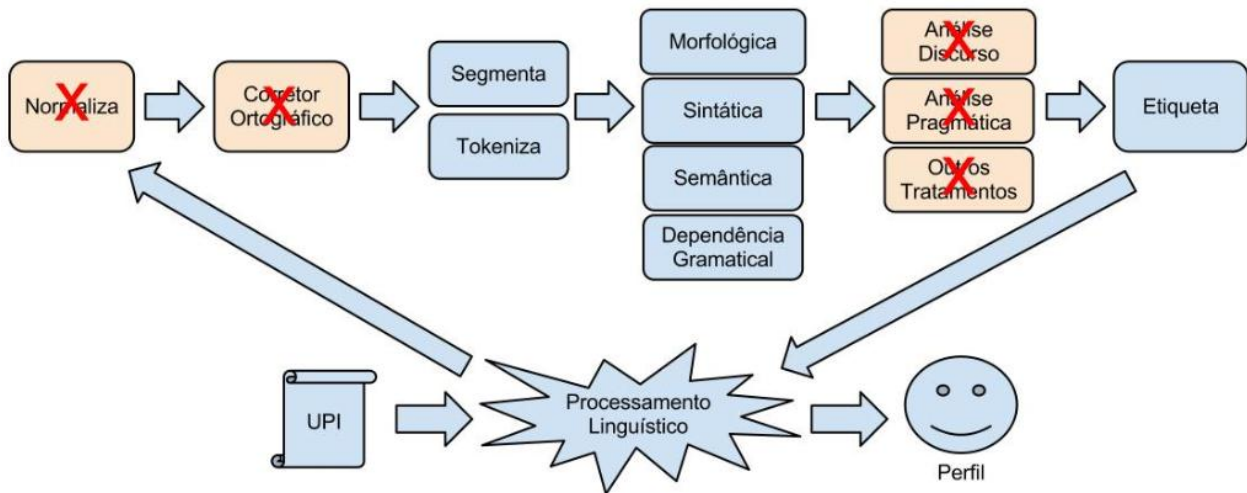 Normaliza
Corretor
Ortográfico
Segmenta
Tokeniza
Morfológica
Sintática
Semântica
Dependência
Gramatical
Análise
Discurso
Análise
Pragmática
Outros
Tratamentos
Etiqueta
UPI
Processamento
Linguístico
Perfil